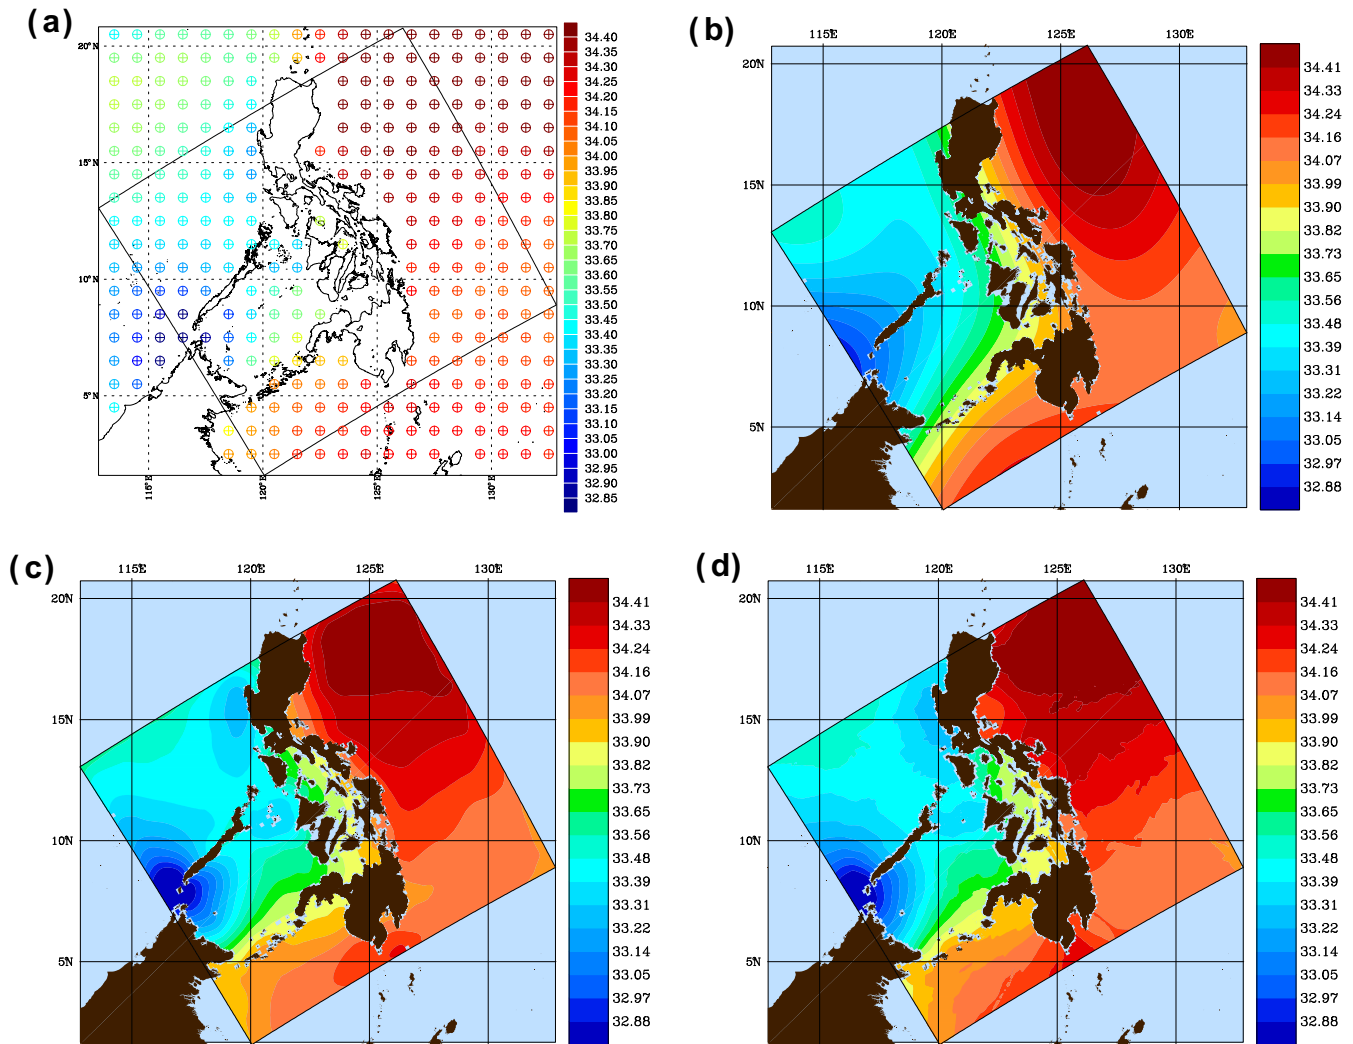 (a)
20°N
15°N
10°N
5°N
115°E
120°E
125°E
130°E
34.40
34.35
34.30
34.25
34.20
34.15
34.10
34.05
34.00
33.95
33.90
33.85
33.80
33.75
33.70
33.65
33.60
33.55
33.50
33.45
33.40
33.35
33.30
33.25
33.20
33.15
33.10
33.05
33.00
32.95
32.90
32.85
(b)
115E
120E
125E
130E
20N
15N
10N
5N
34.41
34.33
34.24
34.16
34.07
33.99
33.90
33.82
33.73
33.65
33.56
33.48
33.39
33.31
33.22
33.14
33.05
32.97
32.88
(c)
115E
120E
125E
130E
20N
15N
10N
5N
34.41
34.33
34.24
34.16
34.07
33.99
33.90
33.82
33.73
33.65
33.56
33.48
33.39
33.31
33.22
33.14
33.05
32.97
32.88
(d)
115E
120E
125E
130E
20N
15N
10N
5N
34.41
34.33
34.24
34.16
34.07
33.99
33.90
33.82
33.73
33.65
33.56
33.48
33.39
33.31
33.22
33.14
33.05
32.97
32.88